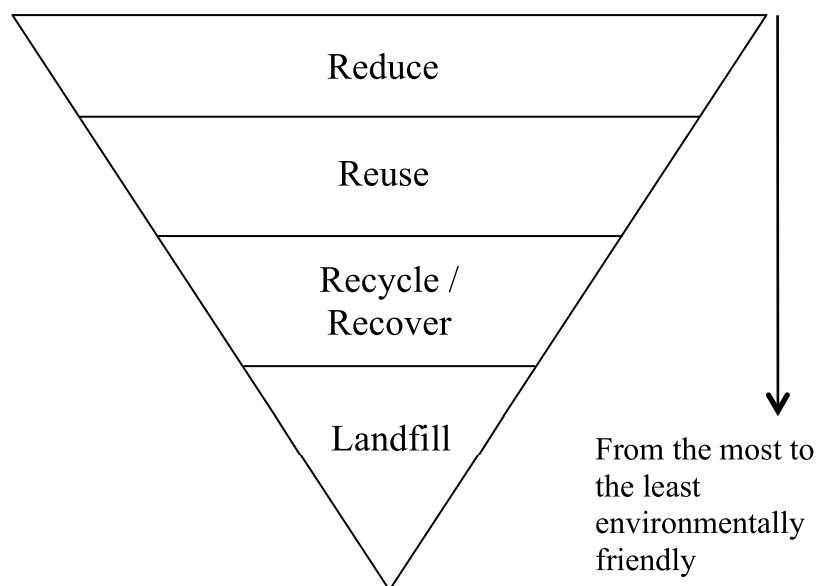 Reduce
Reuse
Recycle /
Recover
Landfill
From the most to
the least
environmentally
friendly